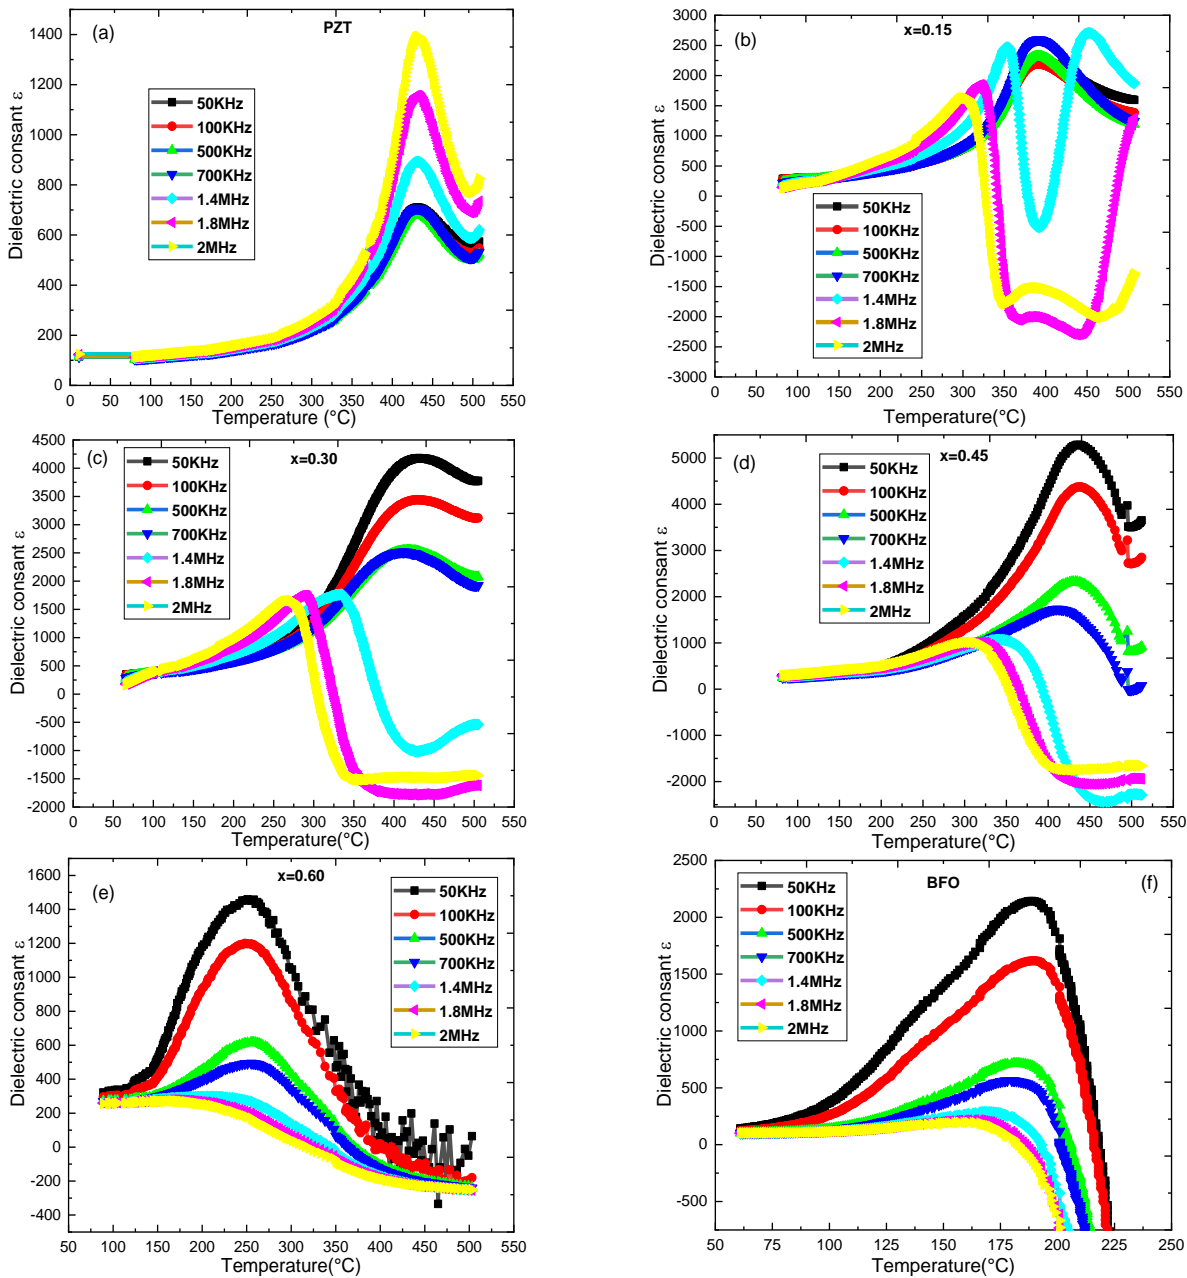 (a)
PZT
Dielectric consant ε
1400
1200
1000
800
600
400
200
0
50KHz
100KHz
500KHz
700KHz
1.4MHz
1.8MHz
2MHz
0 50 100 150 200 250 300 350 400 450 500 550
Temperature (°C)
(b)
x=0.15
Dielectric consant ε
3000
2500
2000
1500
1000
500
0
-500
-1000
-1500
-2000
-2500
-3000
50KHz
100KHz
500KHz
700KHz
1.4MHz
1.8MHz
2MHz
0 50 100 150 200 250 300 350 400 450 500 550
Temperature(°C)
(c)
x=0.30
Dielectric consant ε
4500
4000
3500
3000
2500
2000
1500
1000
500
0
-500
-1000
-1500
-2000
50KHz
100KHz
500KHz
700KHz
1.4MHz
1.8MHz
2MHz
0 50 100 150 200 250 300 350 400 450 500 550
Temperature(°C)
(d)
x=0.45
Dielectric consant ε
5000
4000
3000
2000
1000
0
-1000
-2000
50KHz
100KHz
500KHz
700KHz
1.4MHz
1.8MHz
2MHz
0 50 100 150 200 250 300 350 400 450 500 550
Temperature(°C)
(e)
x=0.60
Dielectric consant ε
1600
1400
1200
1000
800
600
400
200
0
-200
-400
50KHz
100KHz
500KHz
700KHz
1.4MHz
1.8MHz
2MHz
50 100 150 200 250 300 350 400 450 500 550
Temperature(°C)
(f)
BFO
Dielectric consant ε
2500
2000
1500
1000
500
0
-500
50KHz
100KHz
500KHz
700KHz
1.4MHz
1.8MHz
2MHz
50 75 100 125 150 175 200 225 250
Temperature(°C)